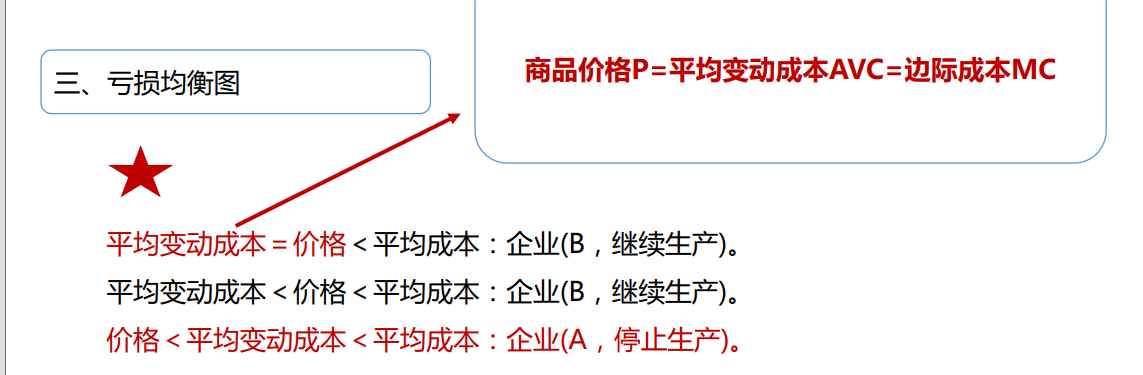 商品价格P=平均变动成本AVC=边际成本MC
三、亏损均衡图
平均变动成本＝价格＜平均成本：企业(B，继续生产)。
平均变动成本＜价格＜平均成本：企业(B，继续生产)。
价格＜平均变动成本＜平均成本：企业(A，停止生产)。